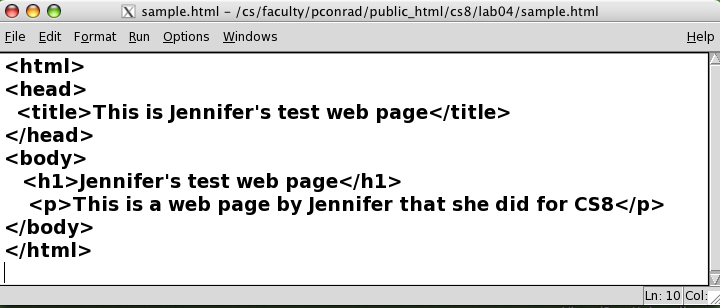 sample.html - /cs/faculty/pconrad/public_html/cs8/lab04/sample.html
File Edit Format Run Options Windows Help
<html>
<head>
<title>This is Jennifer's test web page</title>
</head>
<body>
<h1>Jennifer's test web page</h1>
<p>This is a web page by Jennifer that she did for CS8</p>
</body>
</html>
Ln: 10 Col: